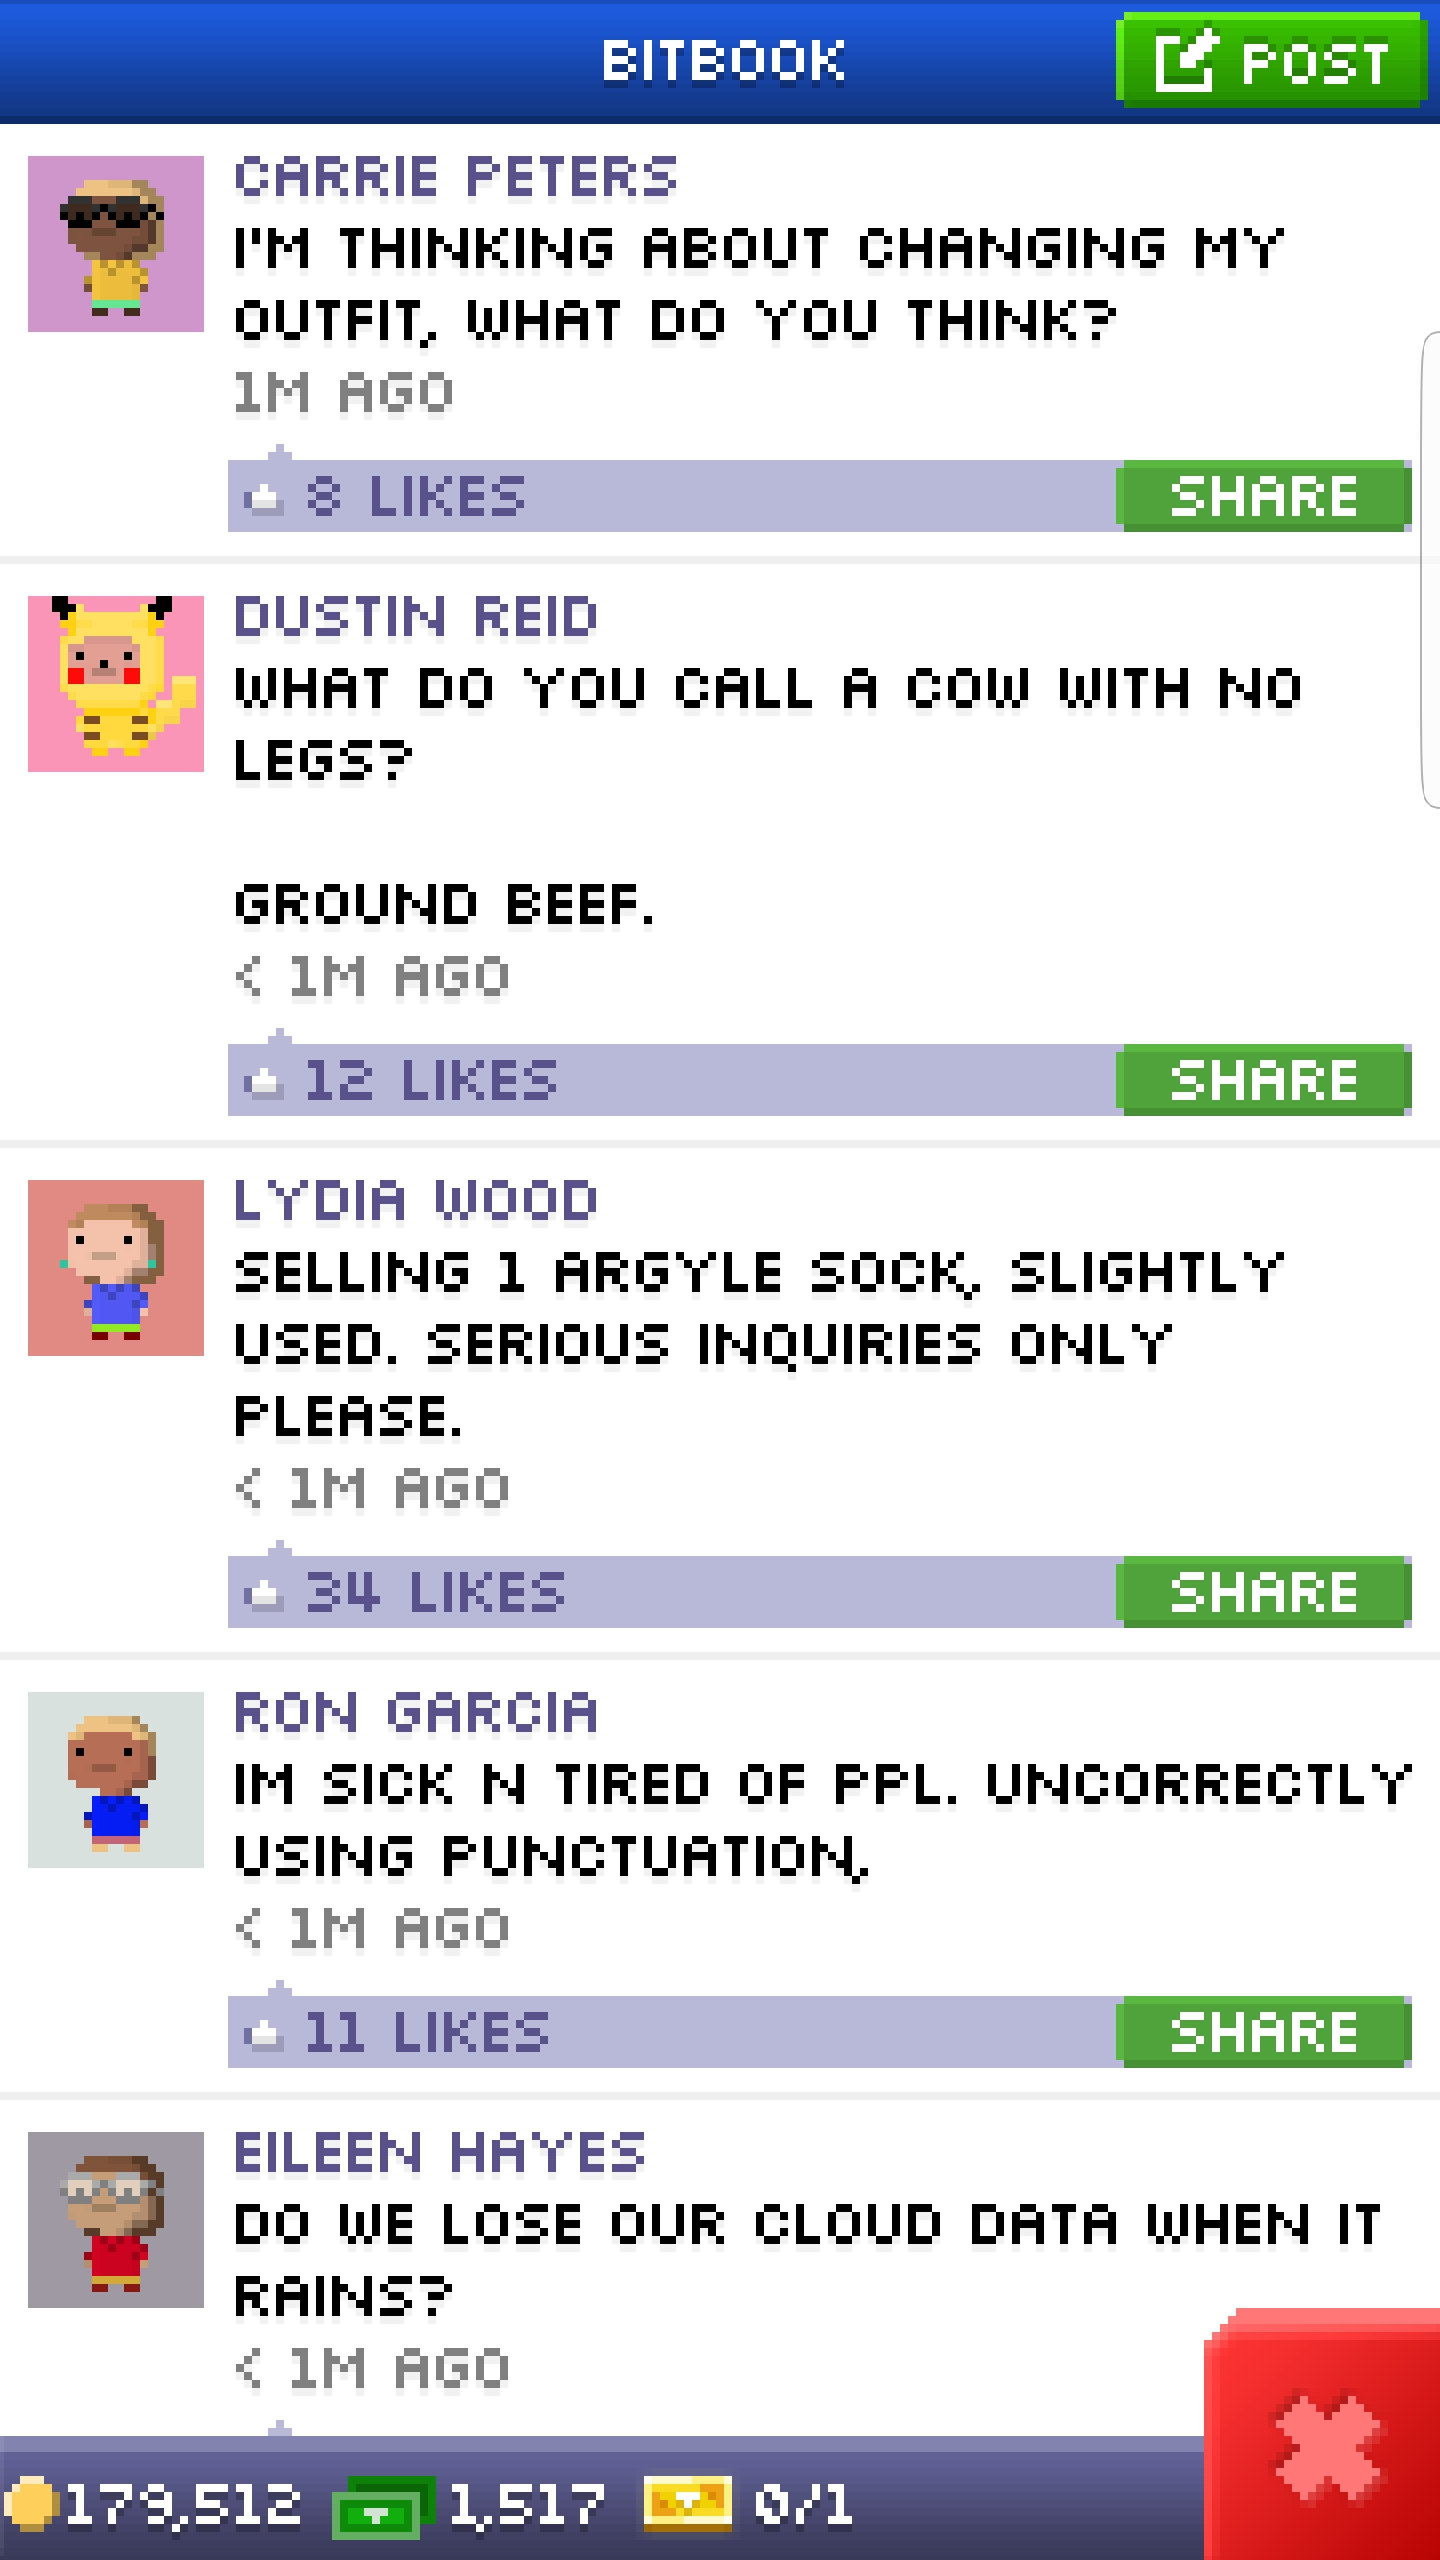 BITBOOK
POST
CARRIE PETERS
I'M THINKING ABOUT CHANGING MY
OUTFIT, WHAT DO YOU THINK?
1M AGO
8 LIKES
SHARE
DUSTIN REID
WHAT DO YOU CALL A COW WITH NO
LEGS?
GROUND BEEF.
< 1M AGO
12 LIKES
SHARE
LYDIA WOOD
SELLING 1 ARGYLE SOCK, SLIGHTLY
USED. SERIOUS INQUIRIES ONLY
PLEASE.
< 1M AGO
34 LIKES
SHARE
RON GARCIA
IM SICK N TIRED OF PPL. UNCORRECTLY
USING PUNCTUATION,
< 1M AGO
11 LIKES
SHARE
EILEEN HAYES
DO WE LOSE OUR CLOUD DATA WHEN IT
RAINS?
< 1M AGO
179,512
1,517
0/1